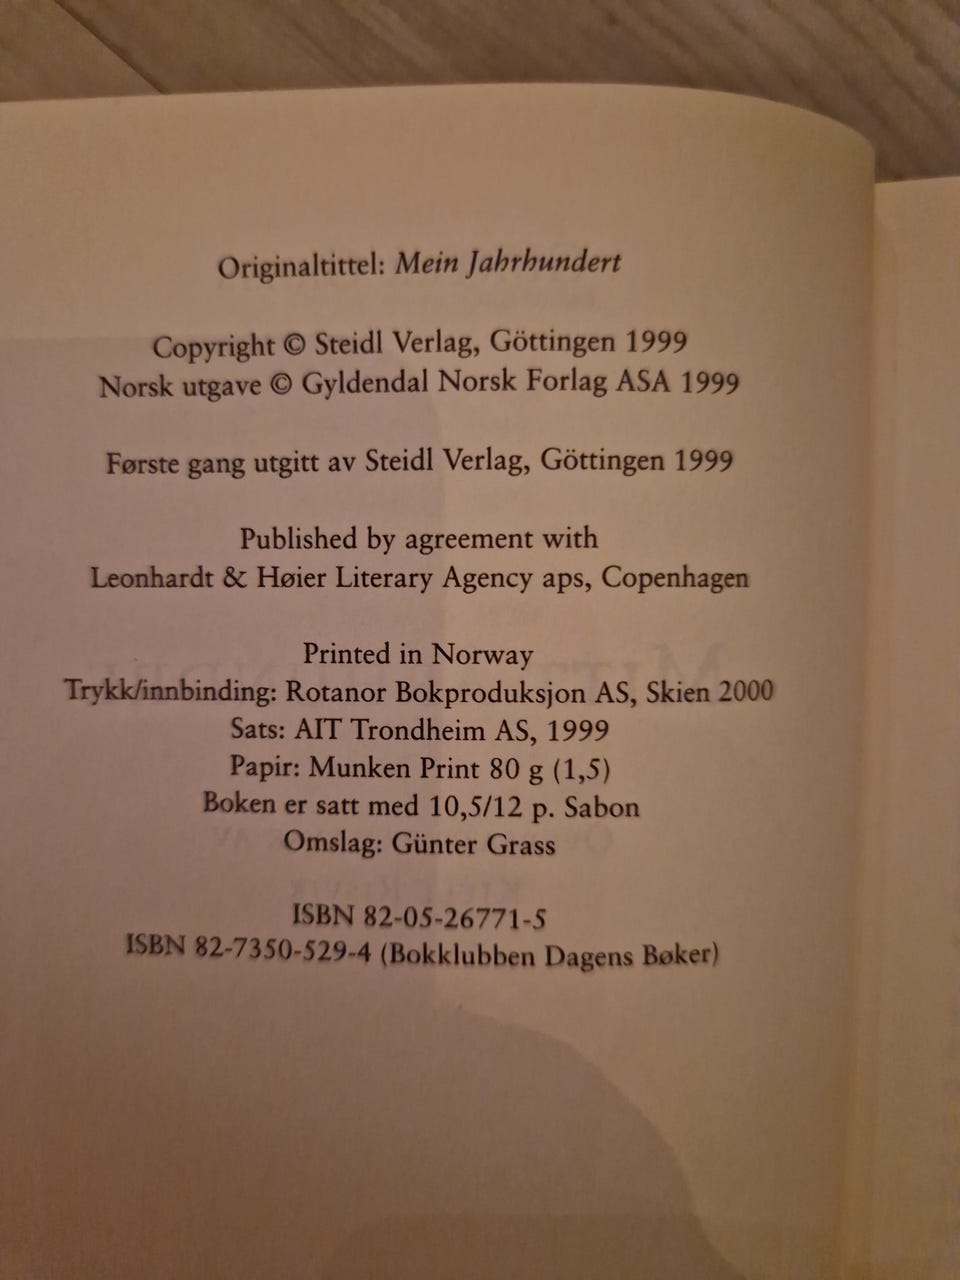 Originaltittel: Mein Jahrhundert
Copyright © Steidl Verlag, Göttingen 1999
Norsk utgave © Gyldendal Norsk Forlag ASA 1999
Første gang utgitt av Steidl Verlag, Göttingen 1999
Published by agreement with
Leonhardt & Høier Literary Agency aps, Copenhagen
Printed in Norway
Trykk/innbinding: Rotanor Bokproduksjon AS, Skien 2000
Sats: AIT Trondheim AS, 1999
Papir: Munken Print 80 g (1,5)
Boken er satt med 10,5/12 p. Sabon
Omslag: Günter Grass
ISBN 82-05-26771-5
ISBN 82-7350-529-4 (Bokklubben Dagens Bøker)